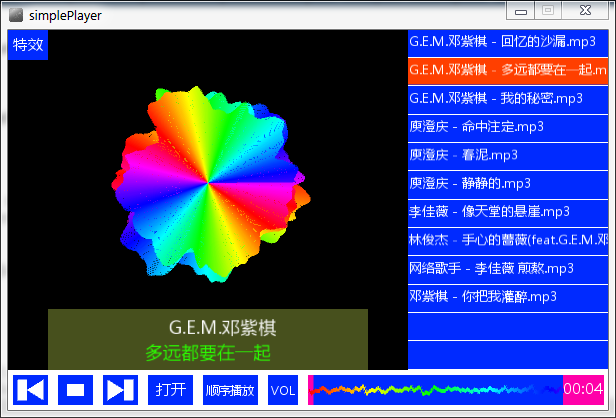 simplePlayer
特效
G.E.M.邓紫棋 - 回忆的沙漏.mp3
G.E.M.邓紫棋 - 多远都要在一起.m
G.E.M.邓紫棋 - 我的秘密.mp3
庾澄庆 - 命中注定.mp3
庾澄庆 - 春泥.mp3
庾澄庆 - 静静的.mp3
李佳薇 - 像天堂的悬崖.mp3
林俊杰 - 手心的蔷薇(feat.G.E.M.邓
网络歌手 - 李佳薇 煎熬.mp3
邓紫棋 - 你把我灌醉.mp3
G.E.M.邓紫棋
多远都要在一起
打开
顺序播放
VOL
00:04